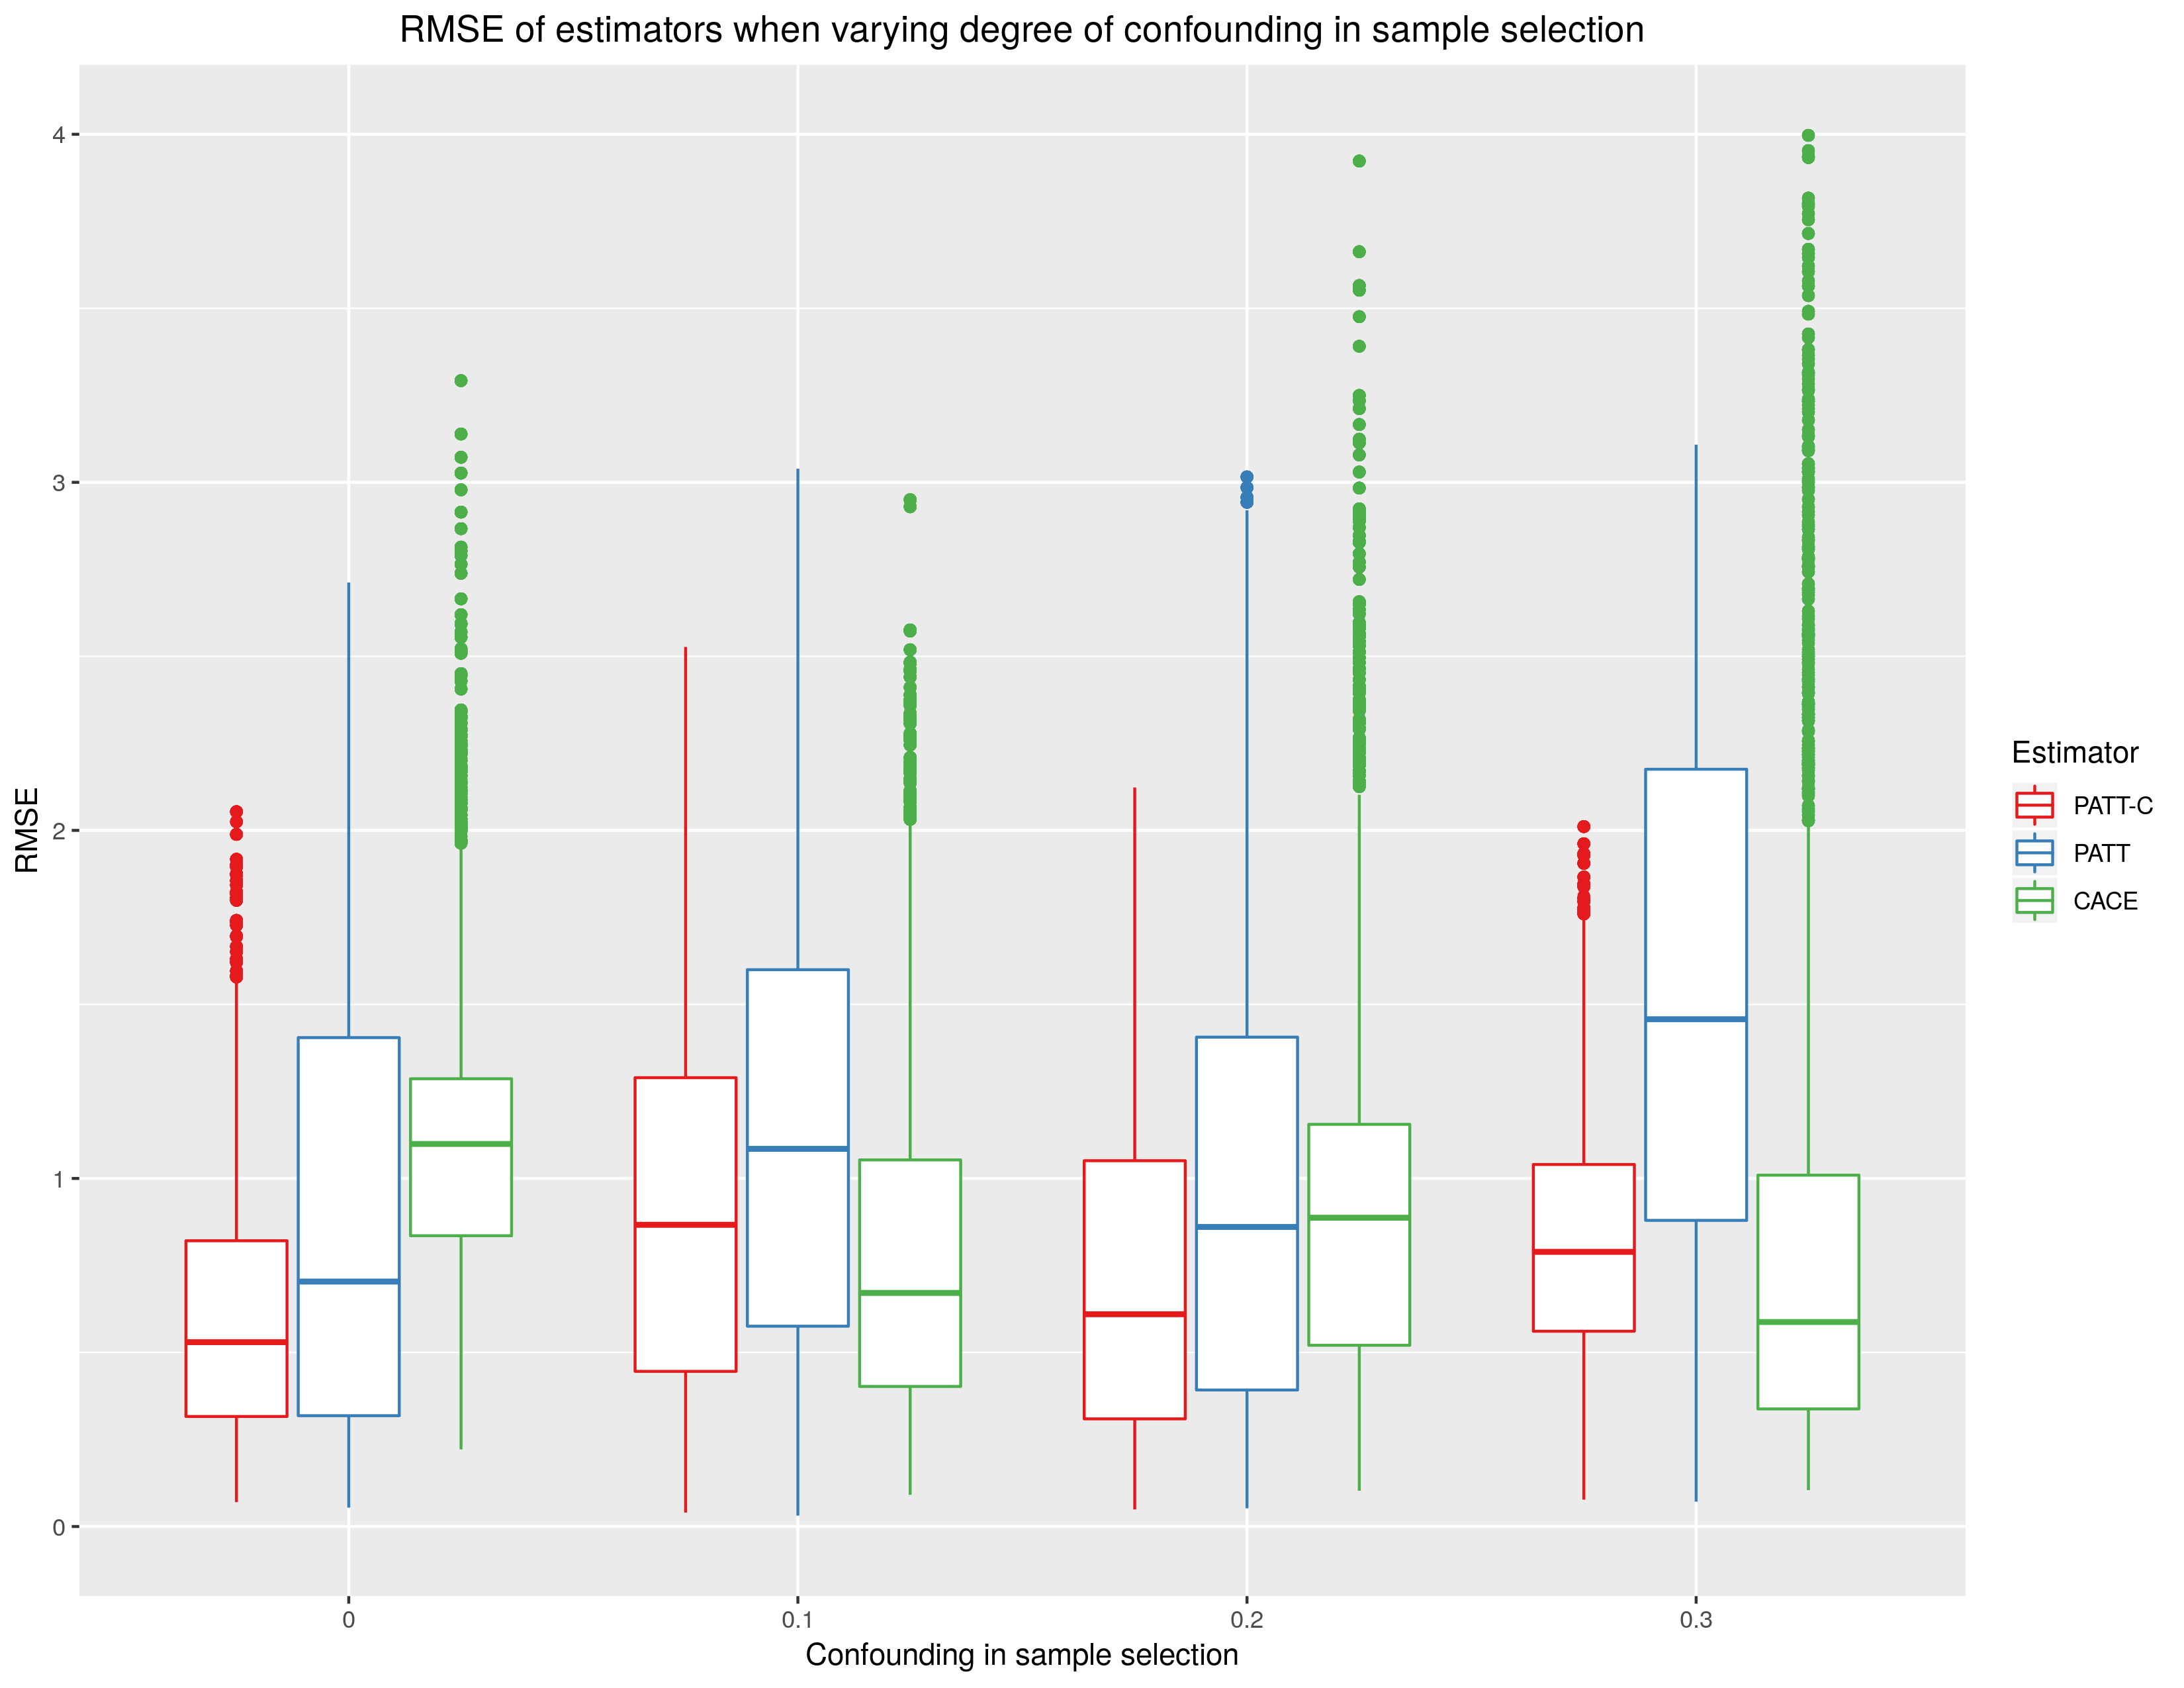 RMSE of estimators when varying degree of confounding in sample selection
RMSE
4
3
2
1
0
0 0.1 0.2 0.3
Confounding in sample selection
Estimator
PATT-C
PATT
CACE